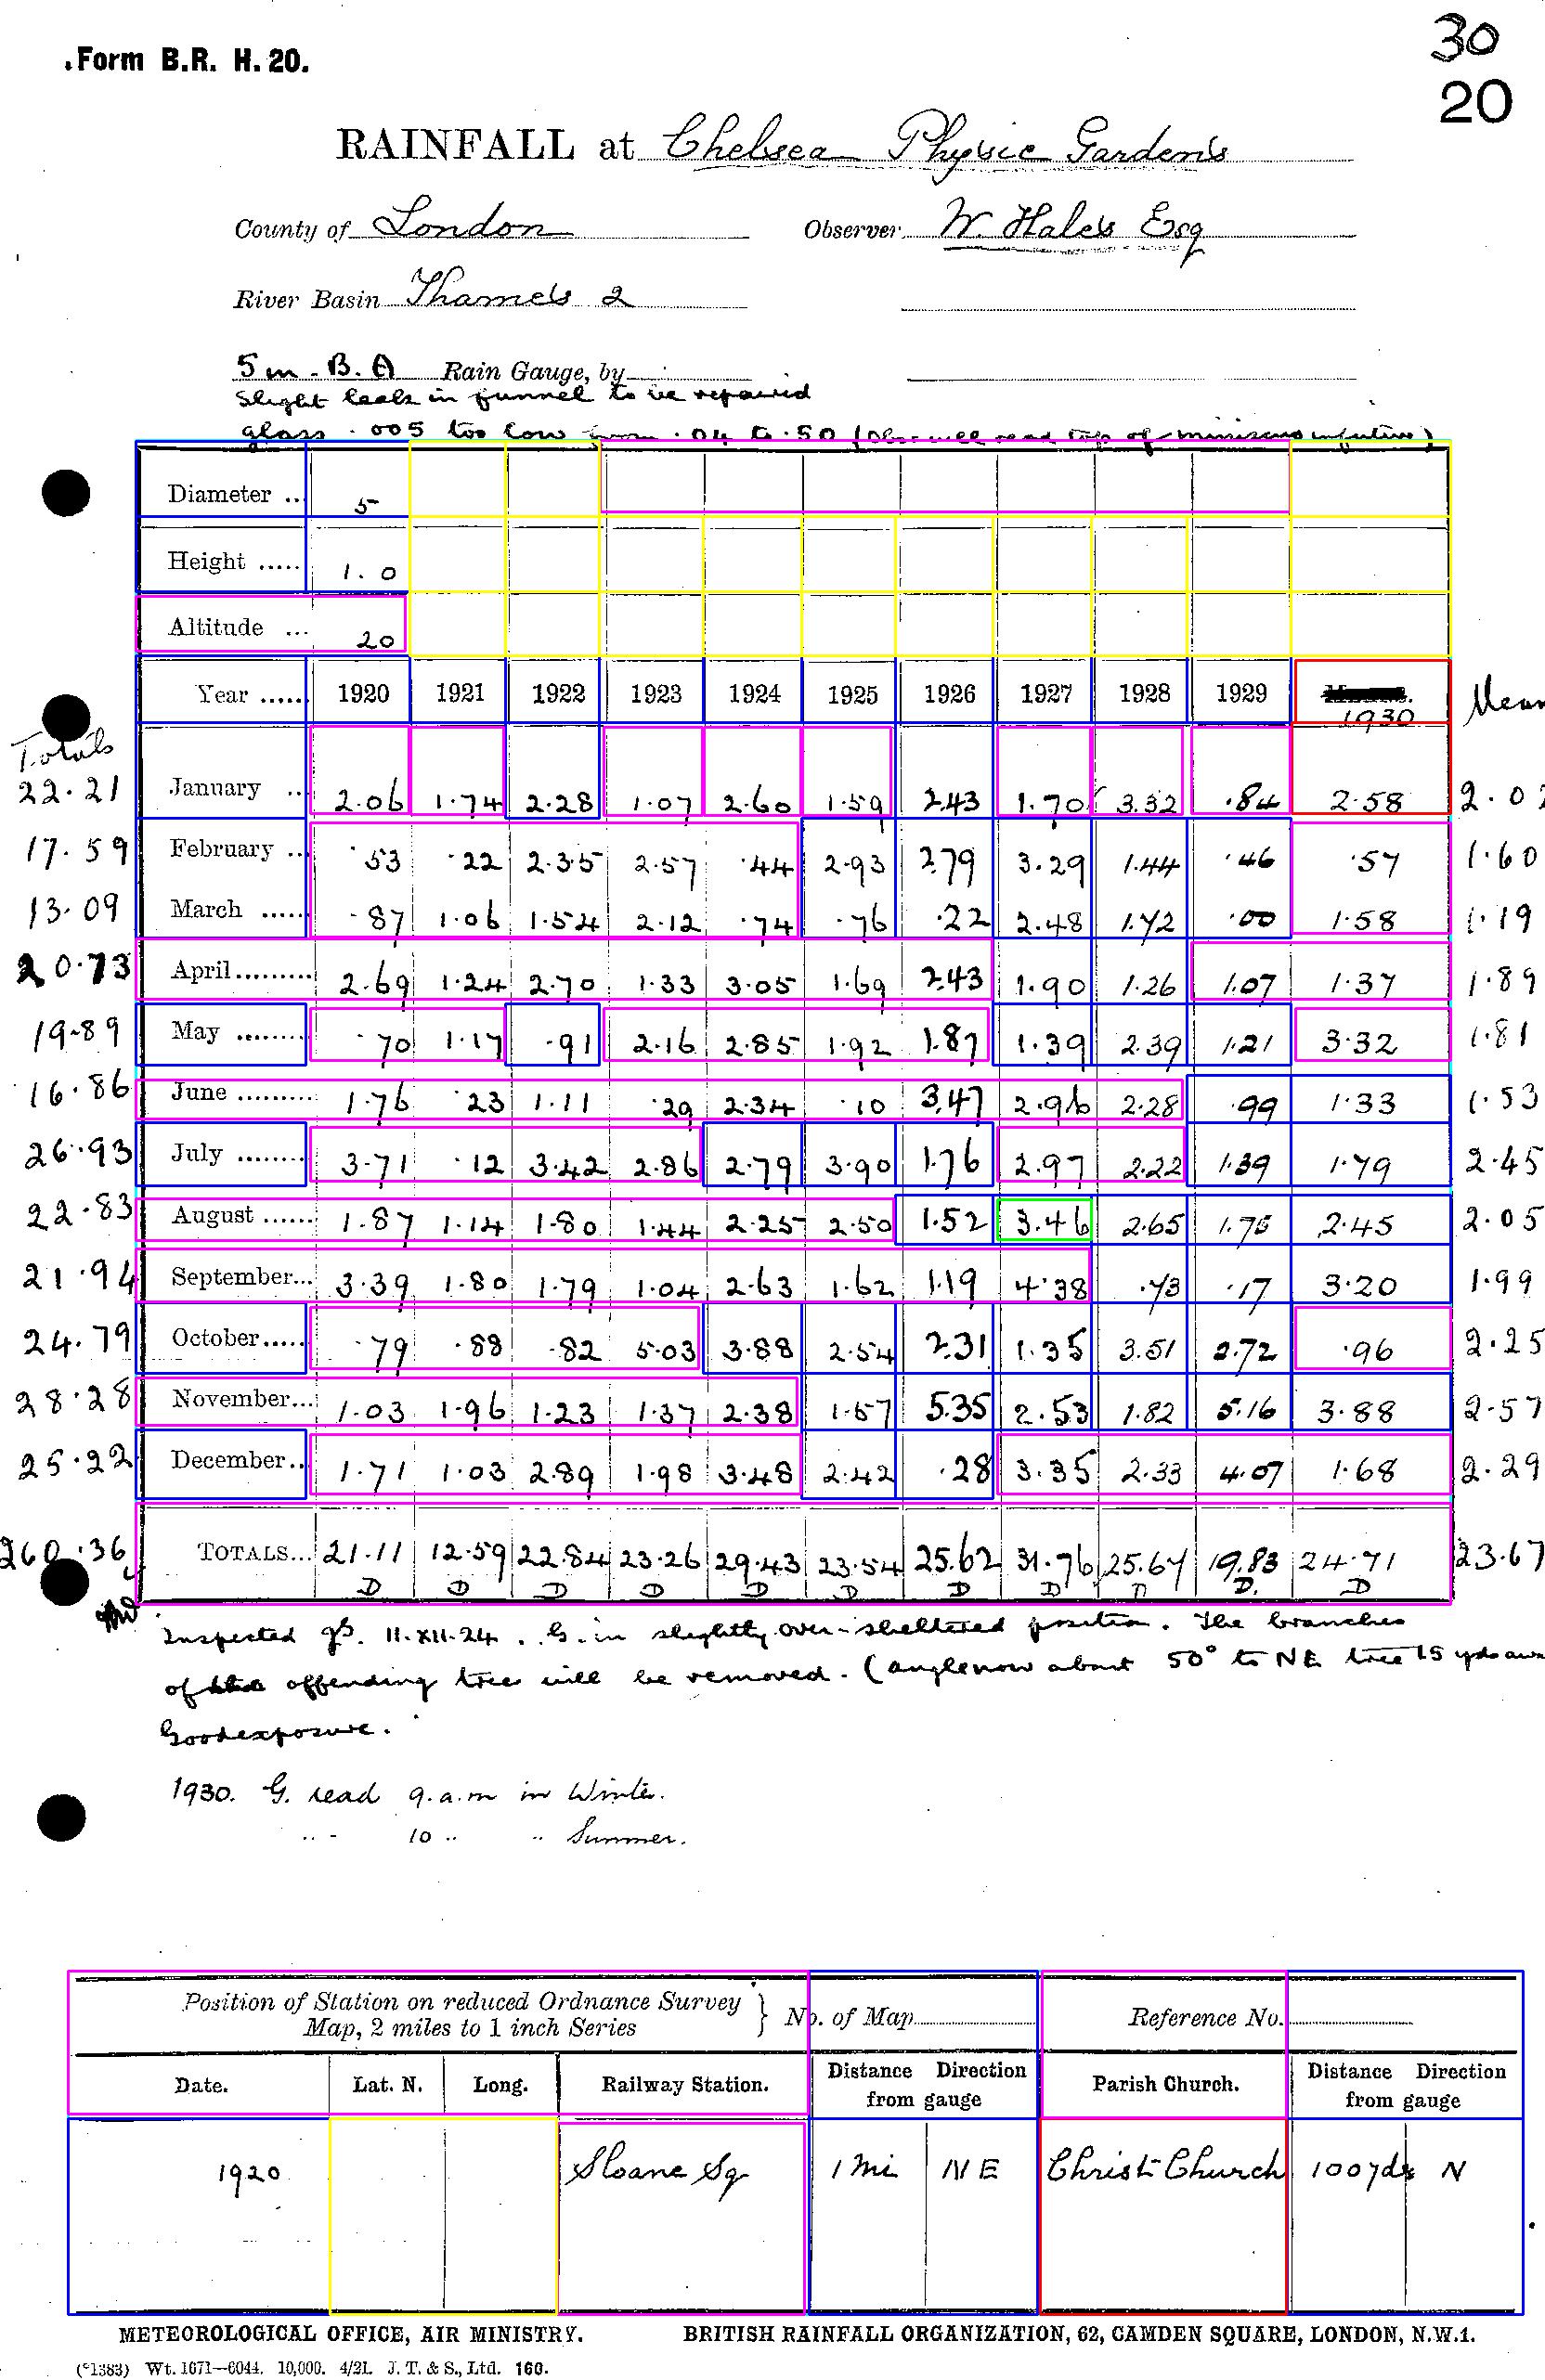 Form B.R. H. 20.
30
20
RAINFALL at Chelsea Physic Gardens
County of London Observer W. Hales Esq
River Basin Thames 2
5 in. B. A Rain Gauge, by
Slight leak in funnel to be repaired
glass .005 too low from .04 to .50 (Obs will read top of miniscus in future)
Diameter .. 5
Height ..... 1.0
Altitude ... 20
Year ...... 1920 1921 1922 1923 1924 1925 1926 1927 1928 1929 1930 Mean
Totals
22.21 January .. 2.06 1.74 2.28 1.07 2.60 1.59 2.43 1.70 3.32 .84 2.58 2.02
17.59 February .. .53 .22 2.35 2.57 .44 2.93 2.79 3.29 1.44 .46 .57 1.60
13.09 March ...... .87 1.06 1.54 2.12 .74 .76 .22 2.48 1.72 .00 1.58 1.19
20.73 April ......... 2.69 1.24 2.70 1.33 3.05 1.69 2.43 1.90 1.26 1.07 1.37 1.89
19.89 May ........ .70 1.17 .91 2.16 2.85 1.92 1.87 1.39 2.39 1.21 3.32 1.81
16.86 June ......... 1.76 .23 1.11 .29 2.34 .10 3.47 2.96 2.28 .99 1.33 1.53
26.93 July ........ 3.71 .12 3.42 2.86 2.79 3.90 1.76 2.97 2.22 1.39 1.79 2.45
22.83 August ...... 1.87 1.14 1.80 1.44 2.25 2.50 1.52 3.46 2.65 1.75 2.45 2.05
21.94 September... 3.39 1.80 1.79 1.04 2.63 1.62 1.19 4.38 .73 .17 3.20 1.99
24.79 October..... .79 .88 .82 5.03 3.88 2.54 2.31 1.35 3.51 2.72 .96 2.25
28.28 November... 1.03 1.96 1.23 1.37 2.38 1.57 5.35 2.53 1.82 5.16 3.88 2.57
25.22 December.. 1.71 1.03 2.89 1.98 3.48 2.42 .28 3.35 2.33 4.07 1.68 2.29
260.36 TOTALS... 21.11 12.59 22.84 23.26 29.43 23.54 25.62 31.76 25.67 19.83 24.71 23.67
D D D D D D D D D D. D
Inspected 11.XII.24. G. in slightly over-sheltered position. The branches
of offending tree will be removed. (angle now about 50° to NE tree 15 yds
Good exposure.
1930. G. read 9.a.m in Winter.
.. - 10 .. .. Summer.
Position of Station on reduced Ordnance Survey
Map, 2 miles to 1 inch Series } No. of Map Reference No.
Date. Lat. N. Long. Railway Station. Distance Direction from gauge Parish Church. Distance Direction from gauge
1920 Sloane Sq 1 mi NE Christ Church 100yds N
METEOROLOGICAL OFFICE, AIR MINISTRY. BRITISH RAINFALL ORGANIZATION, 62, CAMDEN SQUARE, LONDON, N.W.1.
(*1383) Wt. 1671—6044. 10,000. 4/21. J. T. & S., Ltd. 160.